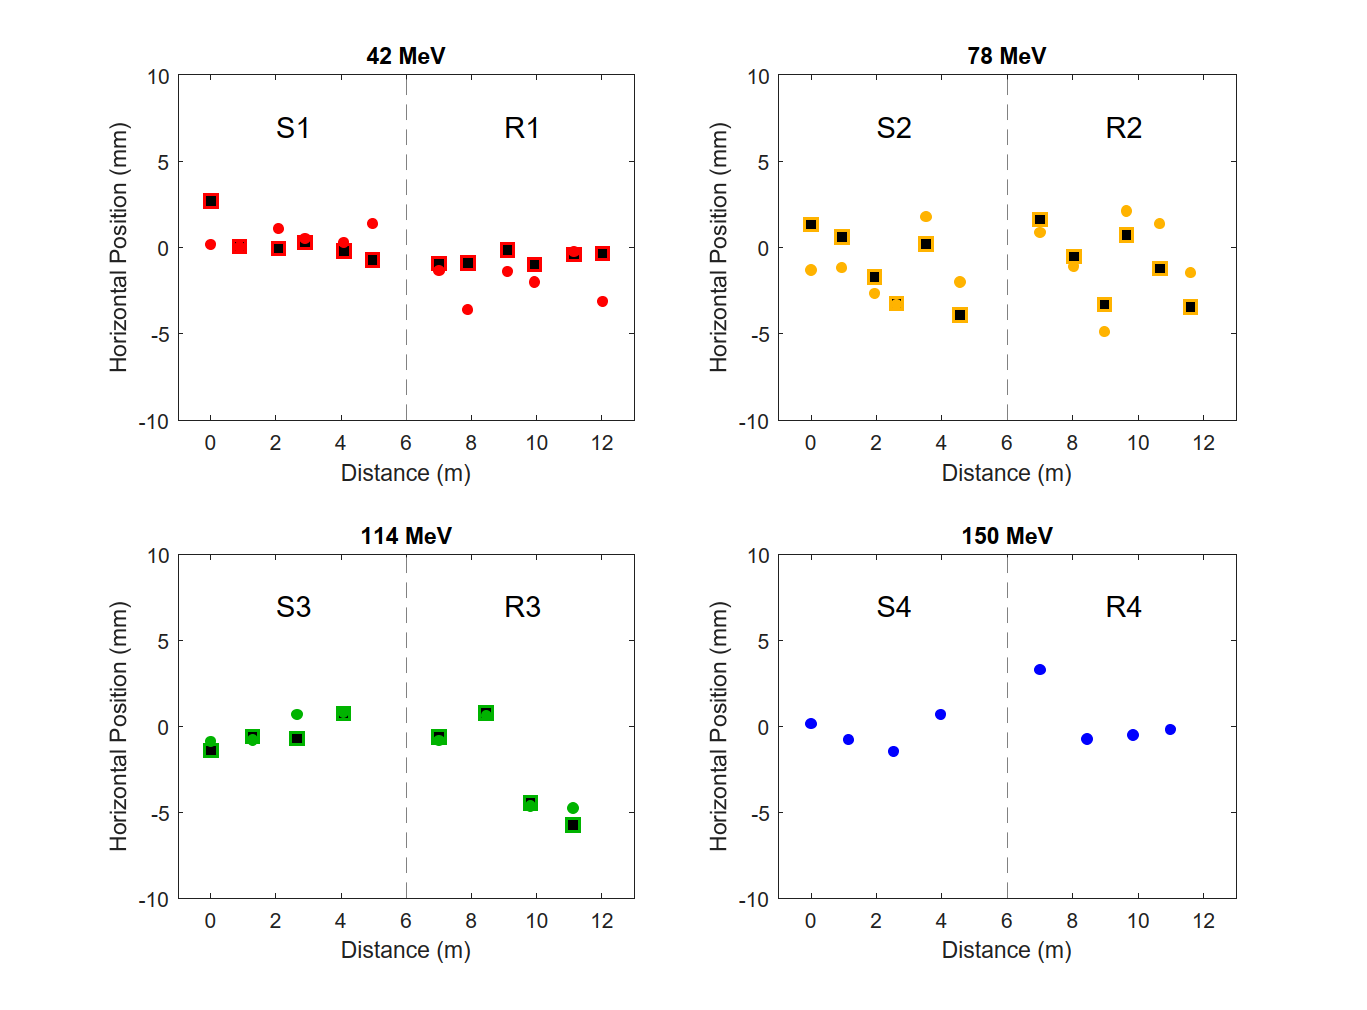 42 MeV
10
5
0
-5
-10
Horizontal Position (mm)
S1
R1
0 2 4 6 8 10 12
Distance (m)
78 MeV
10
5
0
-5
-10
Horizontal Position (mm)
S2
R2
0 2 4 6 8 10 12
Distance (m)
114 MeV
10
5
0
-5
-10
Horizontal Position (mm)
S3
R3
0 2 4 6 8 10 12
Distance (m)
150 MeV
10
5
0
-5
-10
Horizontal Position (mm)
S4
R4
0 2 4 6 8 10 12
Distance (m)